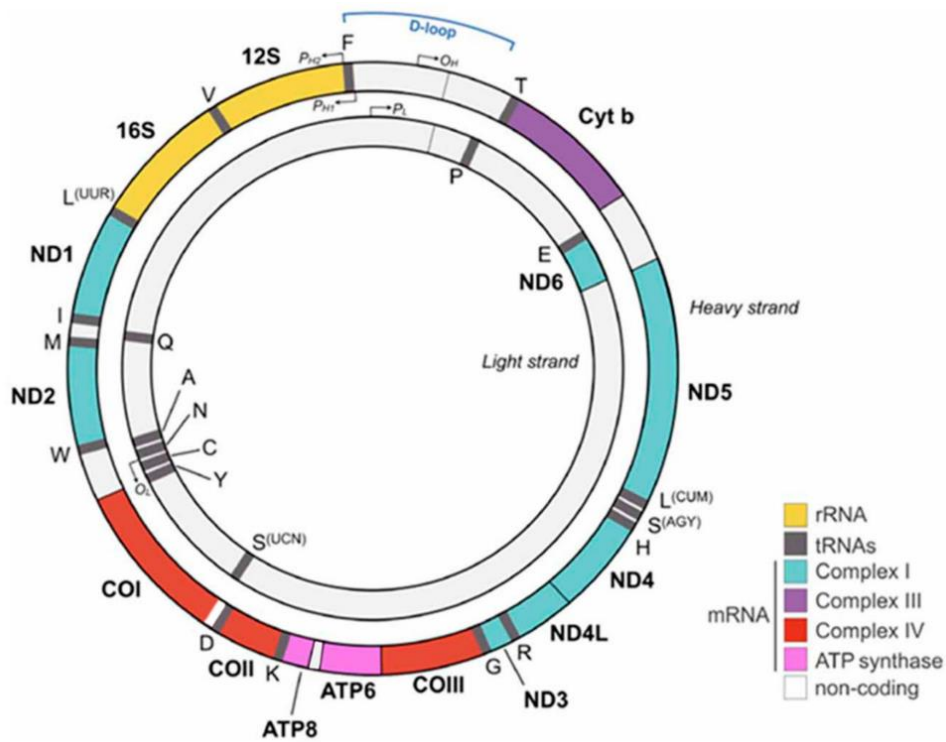 D-loop
12S
F
P_H2
O_H
T
V
P_H1
P_L
Cyt b
16S
P
L(UUR)
E
ND6
ND1
Heavy strand
I
M
Q
Light strand
A
ND2
N
ND5
C
W
Y
O_L
L(CUM)
S(AGY)
S(UCN)
H
COI
ND4
ND4L
D
R
G
COII
K
ND3
COIII
ATP6
ATP8
rRNA
tRNAs
Complex I
mRNA
Complex III
Complex IV
ATP synthase
non-coding